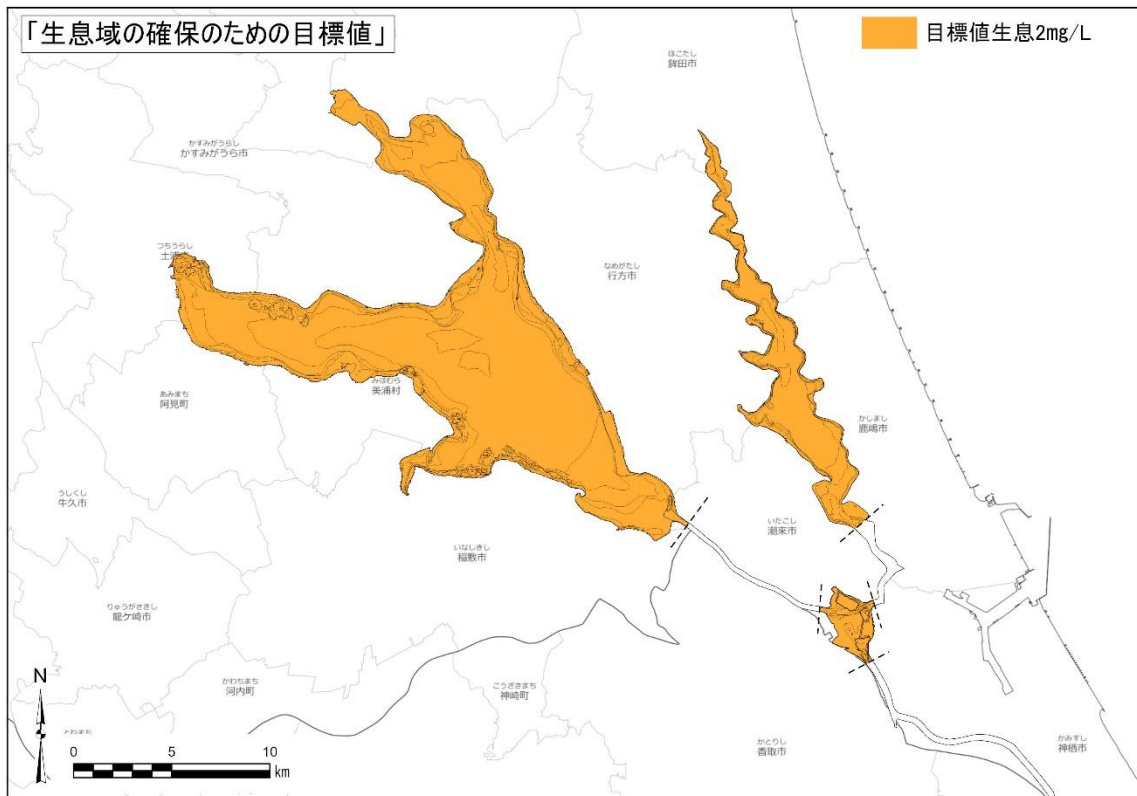 「生息域の確保のための目標値」
目標値生息2mg/L
ほこたし
鉾田市
かすみがうらし
かすみがうら市
つちうらし
土浦市
なめがたし
行方市
みほむら
美浦村
あみまち
阿見町
かしまし
鹿嶋市
うしくし
牛久市
いたこし
潮来市
いなしきし
稲敷市
りゅうがさきし
龍ケ崎市
かわちまち
河内町
こうざきまち
神崎町
とねまち
かとりし
香取市
かみすし
神栖市
N
0 5 10
km